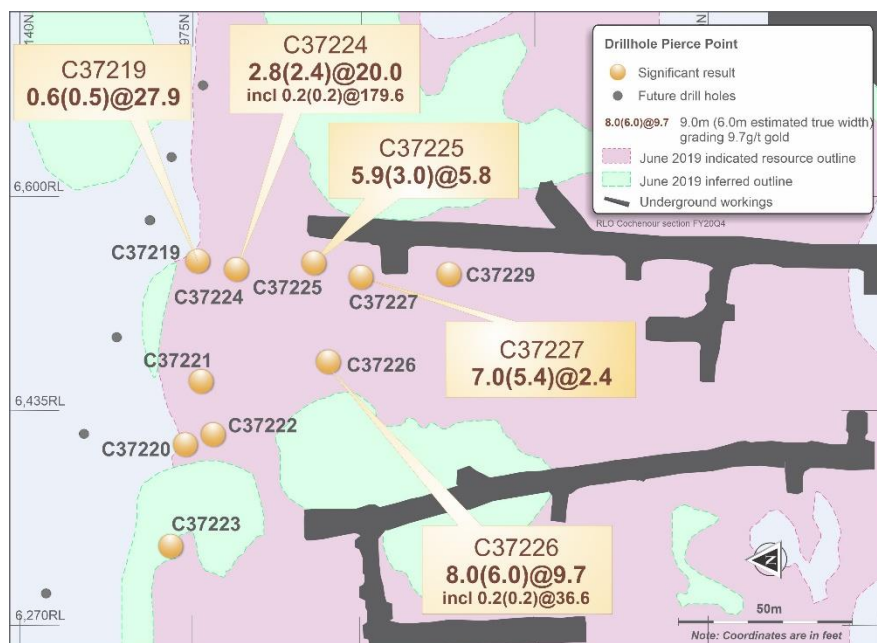 140N
975N
N
C37219
0.6(0.5)@27.9
C37224
2.8(2.4)@20.0
incl 0.2(0.2)@179.6
C37225
5.9(3.0)@5.8
Drillhole Pierce Point
Significant result
Future drill holes
8.0(6.0)@9.7 9.0m (6.0m estimated true width)
grading 9.7g/t gold
June 2019 indicated resource outline
June 2019 inferred outline
Underground workings
RLO Cochenour section FY20Q4
6,600RL
C37219
C37224
C37225
C37227
C37229
C37227
7.0(5.4)@2.4
C37221
C37226
6,435RL
C37222
C37220
C37223
C37226
8.0(6.0)@9.7
incl 0.2(0.2)@36.6
N
50m
6,270RL
Note: Coordinates are in feet